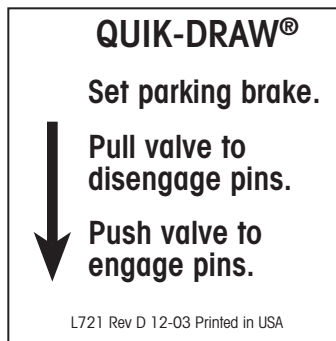 QUIK-DRAW®
Set parking brake.
Pull valve to
disengage pins.
Push valve to
engage pins.
L721 Rev D 12-03 Printed in USA